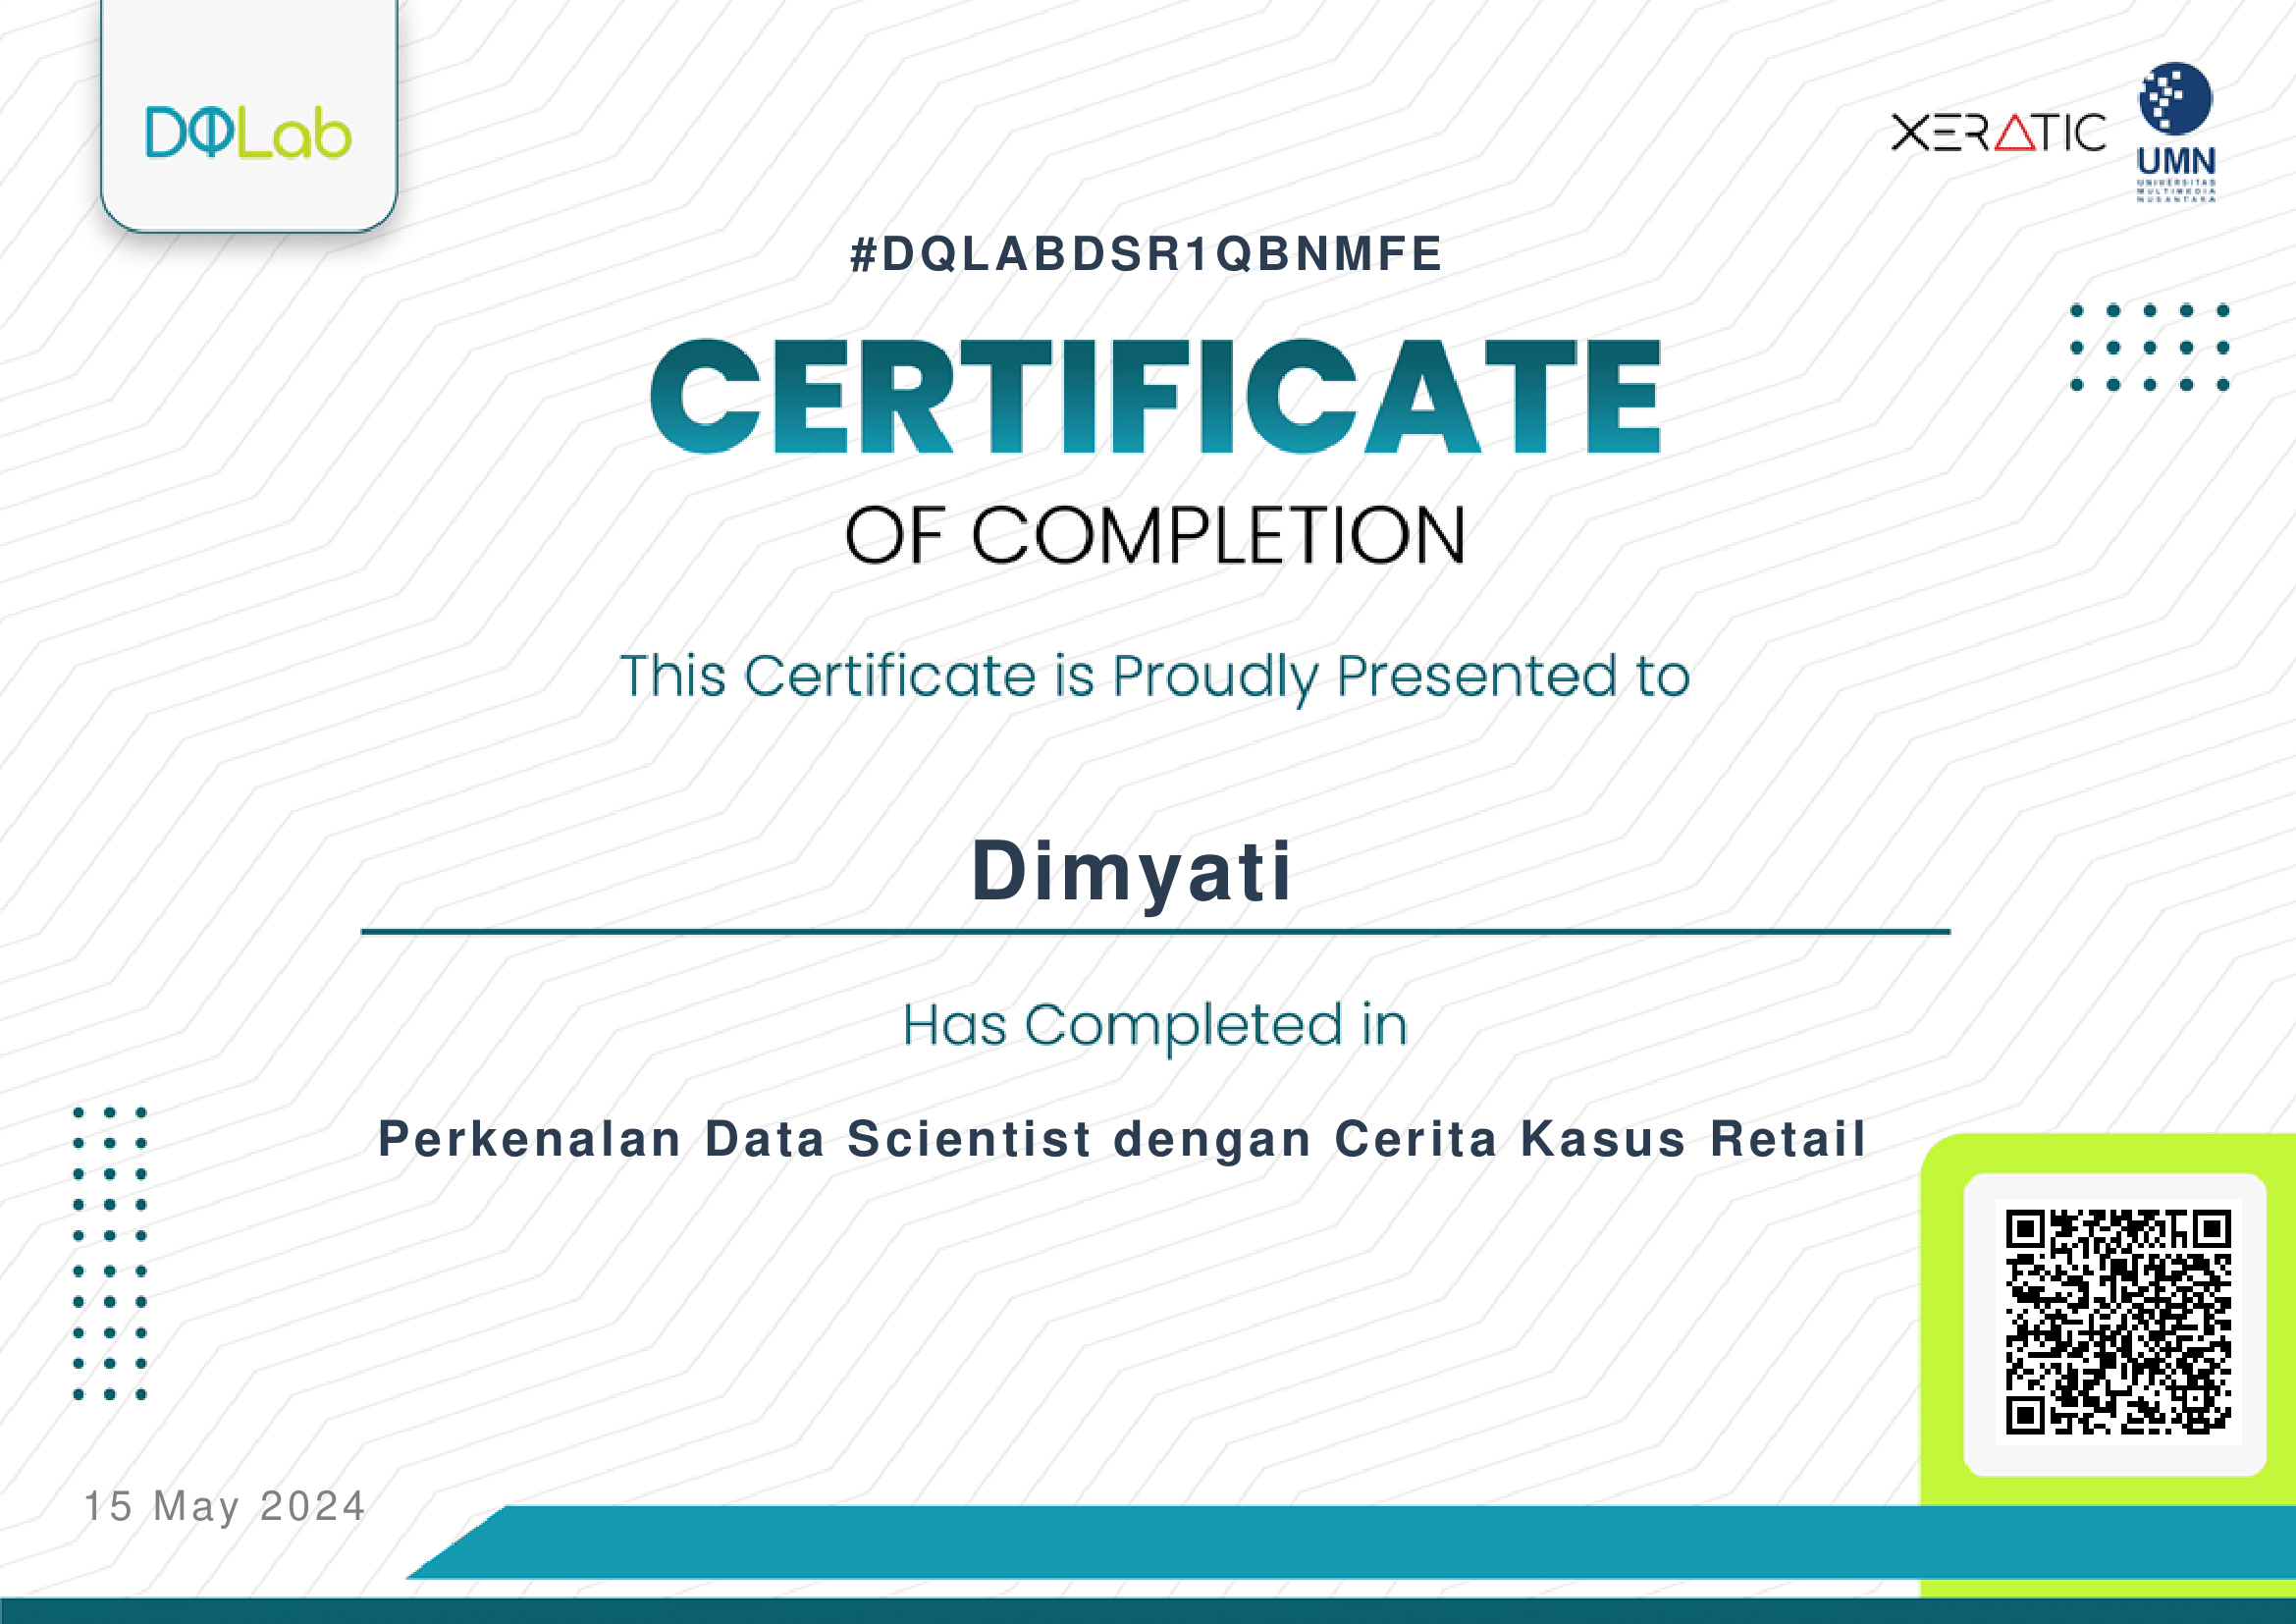 DQLab
XERATIC
UMN
UNIVERSITAS
MULTIMEDIA
NUSANTARA
#DQLABDSR1QBNMFE
CERTIFICATE
OF COMPLETION
This Certificate is Proudly Presented to
Dimyati
Has Completed in
Perkenalan Data Scientist dengan Cerita Kasus Retail
15 May 2024